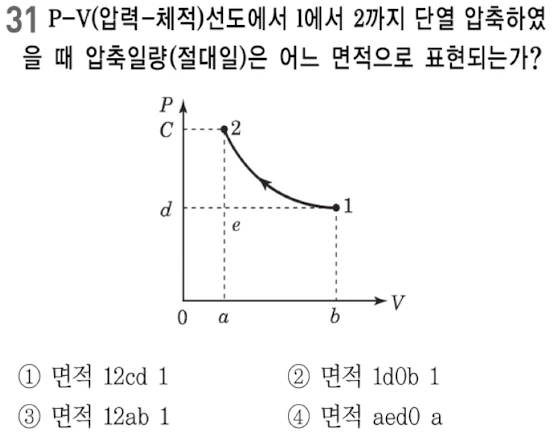 31 P-V(압력-체적)선도에서 1에서 2까지 단열 압축하였
을 때 압축일량(절대일)은 어느 면적으로 표현되는가?
P
C
2
d
1
e
0
a
b
V
① 면적 12cd 1
② 면적 1d0b 1
③ 면적 12ab 1
④ 면적 aed0 a